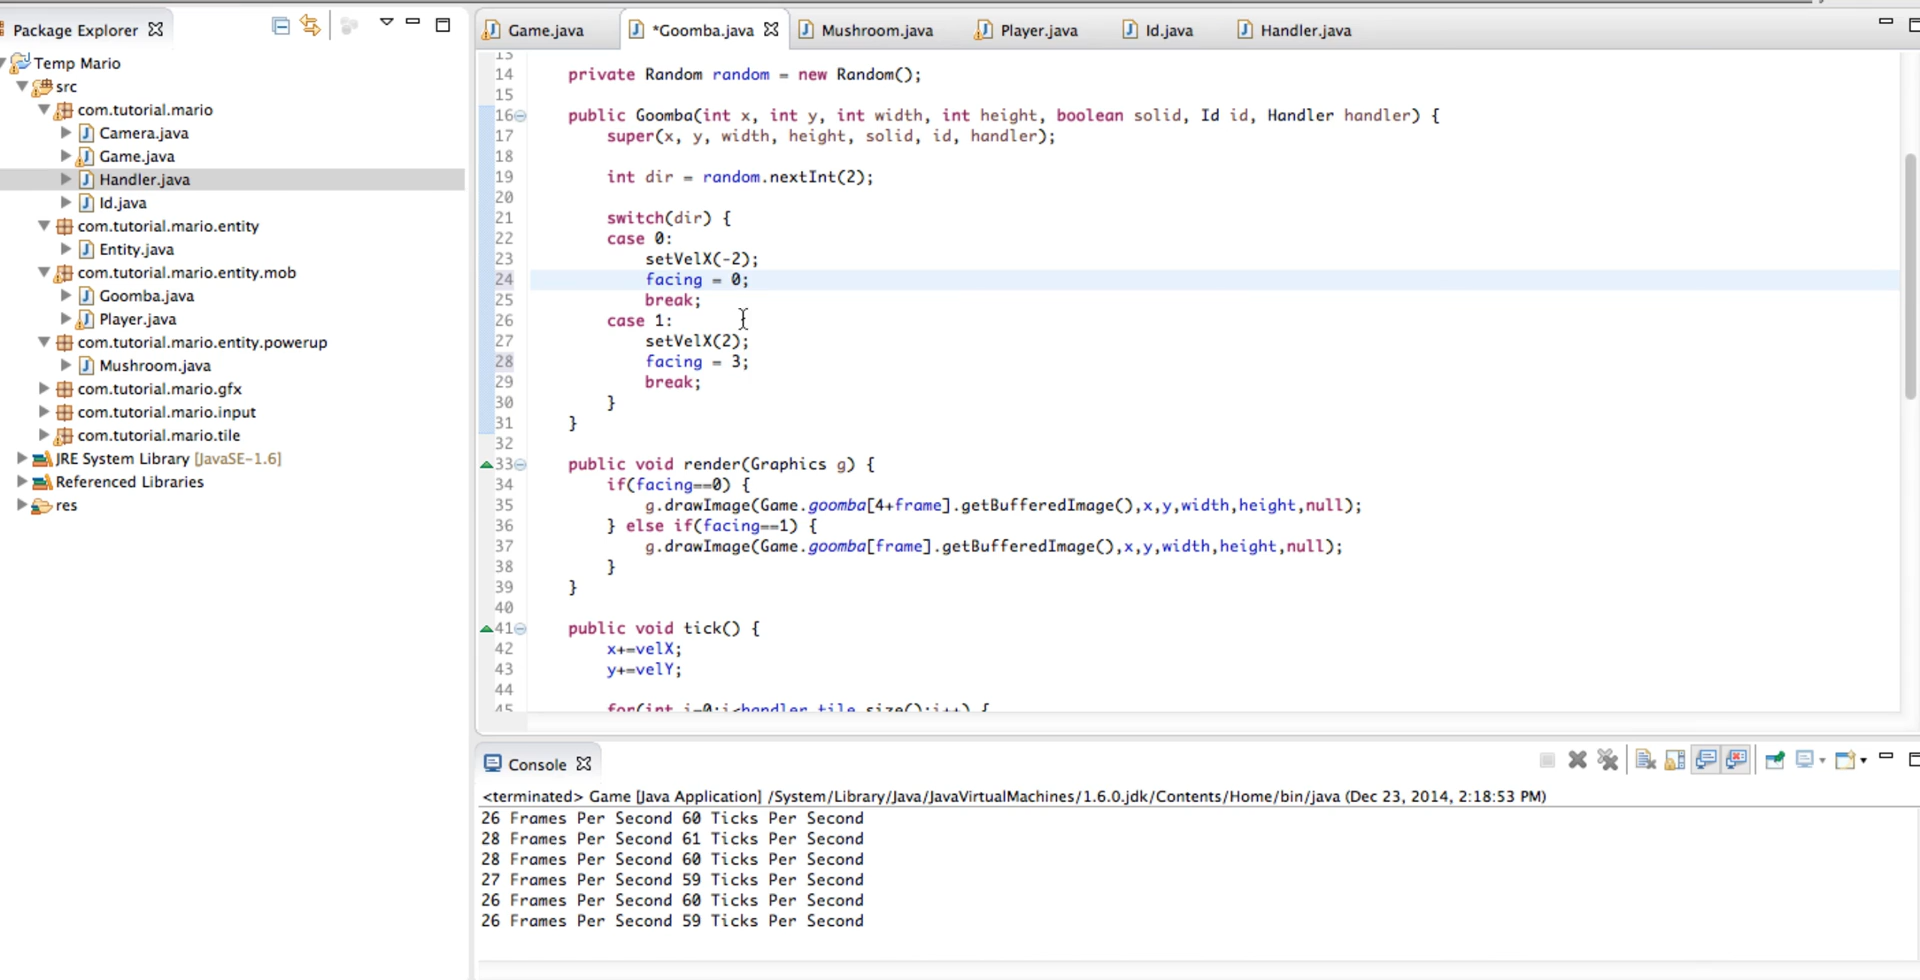 Package Explorer
Temp Mario
src
com.tutorial.mario
Camera.java
Game.java
Handler.java
Id.java
com.tutorial.mario.entity
Entity.java
com.tutorial.mario.entity.mob
Goomba.java
Player.java
com.tutorial.mario.entity.powerup
Mushroom.java
com.tutorial.mario.gfx
com.tutorial.mario.input
com.tutorial.mario.tile
JRE System Library [JavaSE-1.6]
Referenced Libraries
res
Game.java *Goomba.java Mushroom.java Player.java Id.java Handler.java
13
14 private Random random = new Random();
15
16 public Goomba(int x, int y, int width, int height, boolean solid, Id id, Handler handler) {
17 super(x, y, width, height, solid, id, handler);
18
19 int dir = random.nextInt(2);
20
21 switch(dir) {
22 case 0:
23 setVelX(-2);
24 facing = 0;
25 break;
26 case 1:
27 setVelX(2);
28 facing = 3;
29 break;
30 }
31 }
32
33 public void render(Graphics g) {
34 if(facing==0) {
35 g.drawImage(Game.goomba[4+frame].getBufferedImage(),x,y,width,height,null);
36 } else if(facing==1) {
37 g.drawImage(Game.goomba[frame].getBufferedImage(),x,y,width,height,null);
38 }
39 }
40
41 public void tick() {
42 x+=velX;
43 y+=velY;
44
45 for(int i=0;i<handler.tile.size();i++) {
Console
<terminated> Game [Java Application] /System/Library/Java/JavaVirtualMachines/1.6.0.jdk/Contents/Home/bin/java (Dec 23, 2014, 2:18:53 PM)
26 Frames Per Second 60 Ticks Per Second
28 Frames Per Second 61 Ticks Per Second
28 Frames Per Second 60 Ticks Per Second
27 Frames Per Second 59 Ticks Per Second
26 Frames Per Second 60 Ticks Per Second
26 Frames Per Second 59 Ticks Per Second